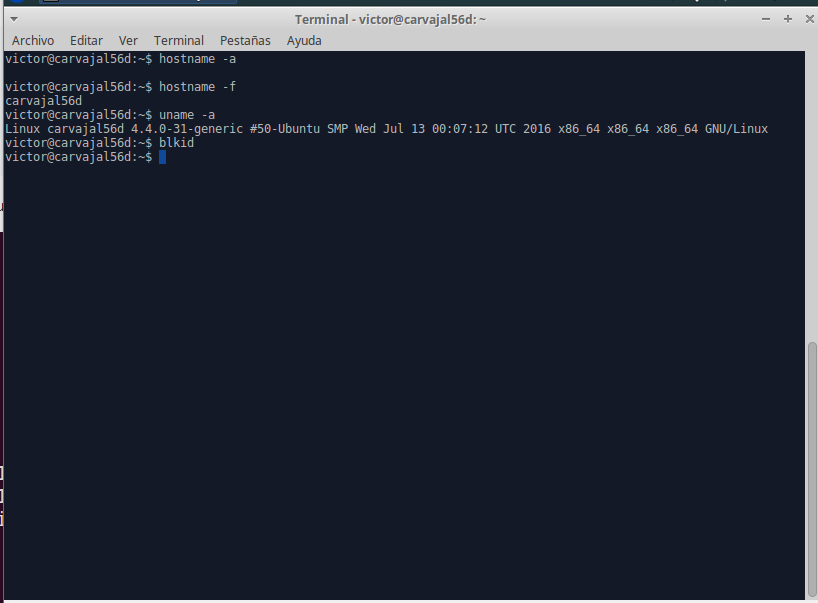 Terminal - victor@carvajal56d: ~
Archivo Editar Ver Terminal Pestañas Ayuda
victor@carvajal56d:~$ hostname -a
victor@carvajal56d:~$ hostname -f
carvajal56d
victor@carvajal56d:~$ uname -a
Linux carvajal56d 4.4.0-31-generic #50-Ubuntu SMP Wed Jul 13 00:07:12 UTC 2016 x86_64 x86_64 x86_64 GNU/Linux
victor@carvajal56d:~$ blkid
victor@carvajal56d:~$